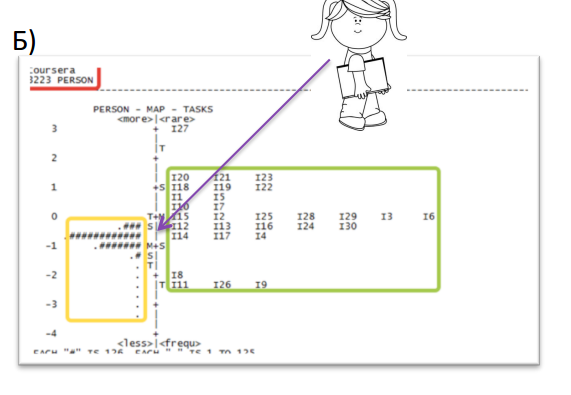 Б)
Coursera
3223 PERSON
PERSON - MAP - TASKS
<more>|<rare>
3 + I27
|T
2 +
|
I20 I21 I23
1 +S I18 I19 I22
I1 I5
I10 I7
0 T+M I15 I2 I25 I28 I29 I3 I6
.### S| I12 I13 I16 I24 I30
.############ | I14 I17 I4
-1 .####### M+S
.# S|
. T|
-2 . + I8
. |T I11 I26 I9
. |
-3 . +
. |
-4 +
<less>|<frequ>
EACH "#" IS 126. EACH "." IS 1 TO 125